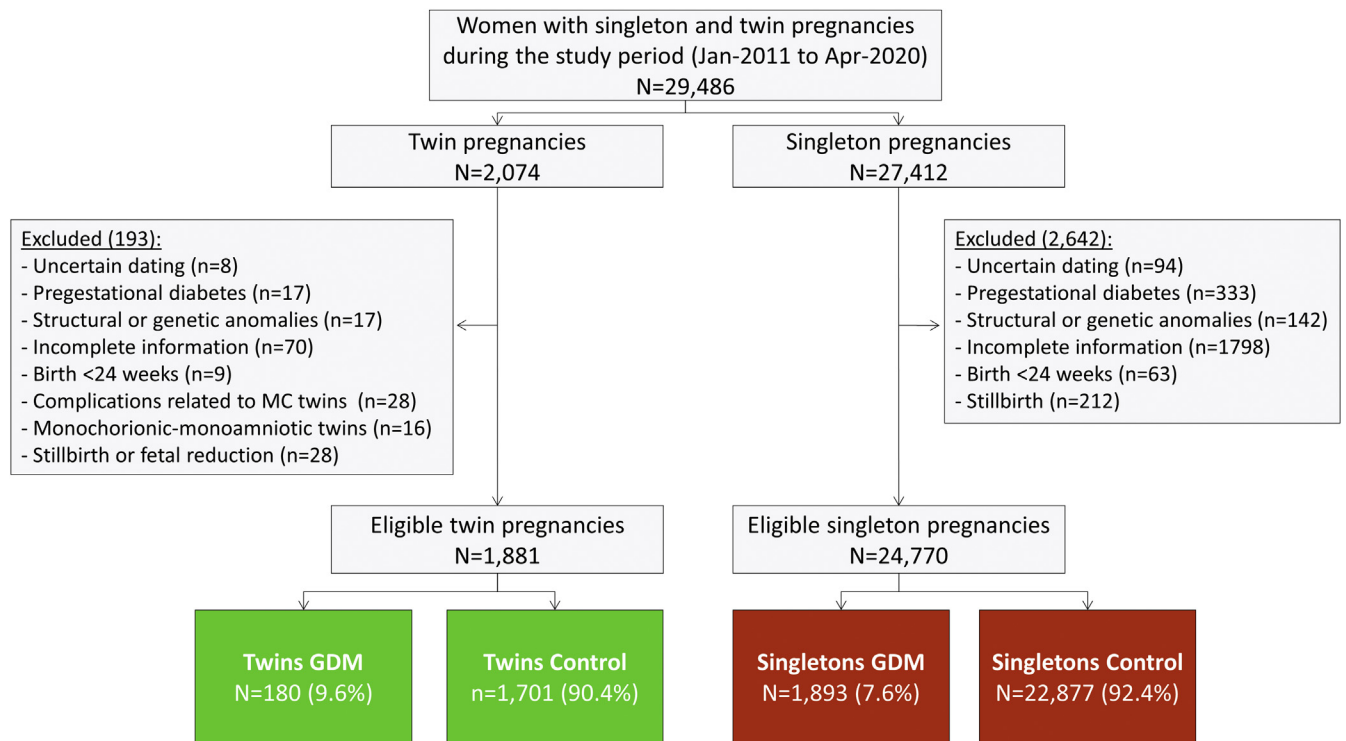 Women with singleton and twin pregnancies
during the study period (Jan-2011 to Apr-2020)
N=29,486
Twin pregnancies
N=2,074
Singleton pregnancies
N=27,412
Excluded (193):
- Uncertain dating (n=8)
- Pregestational diabetes (n=17)
- Structural or genetic anomalies (n=17)
- Incomplete information (n=70)
- Birth <24 weeks (n=9)
- Complications related to MC twins (n=28)
- Monochorionic-monoamniotic twins (n=16)
- Stillbirth or fetal reduction (n=28)
Excluded (2,642):
- Uncertain dating (n=94)
- Pregestational diabetes (n=333)
- Structural or genetic anomalies (n=142)
- Incomplete information (n=1798)
- Birth <24 weeks (n=63)
- Stillbirth (n=212)
Eligible twin pregnancies
N=1,881
Eligible singleton pregnancies
N=24,770
Twins GDM
N=180 (9.6%)
Twins Control
n=1,701 (90.4%)
Singletons GDM
N=1,893 (7.6%)
Singletons Control
N=22,877 (92.4%)